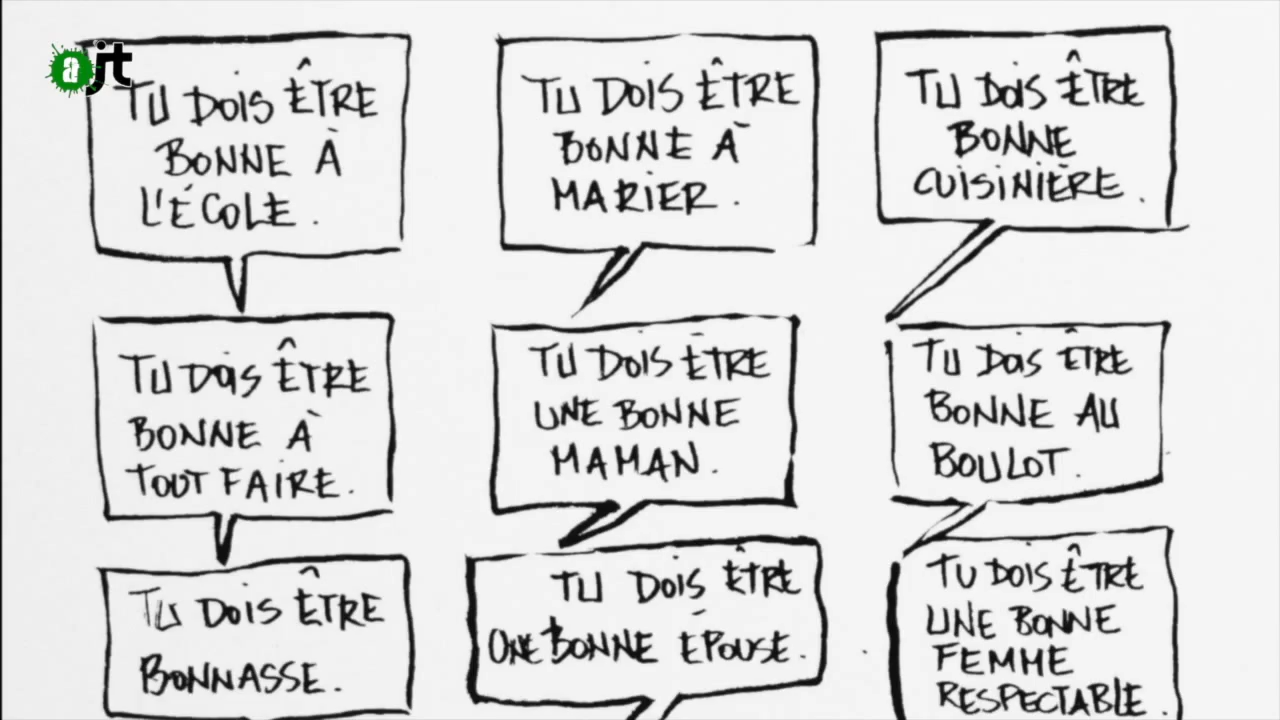 ajt
TU DOIS ÊTRE
BONNE À
L'ÉCOLE.
TU DOIS ÊTRE
BONNE À
MARIER.
TU DOIS ÊTRE
BONNE
CUISINIÈRE.
TU DOIS ÊTRE
BONNE À
TOUT FAIRE.
TU DOIS ÊTRE
UNE BONNE
MAMAN.
TU DOIS ÊTRE
BONNE AU
BOULOT.
TU DOIS ÊTRE
BONNASSE.
TU DOIS ÊTRE
UNE BONNE ÉPOUSE.
TU DOIS ÊTRE
UNE BONNE
FEMME
RESPECTABLE.